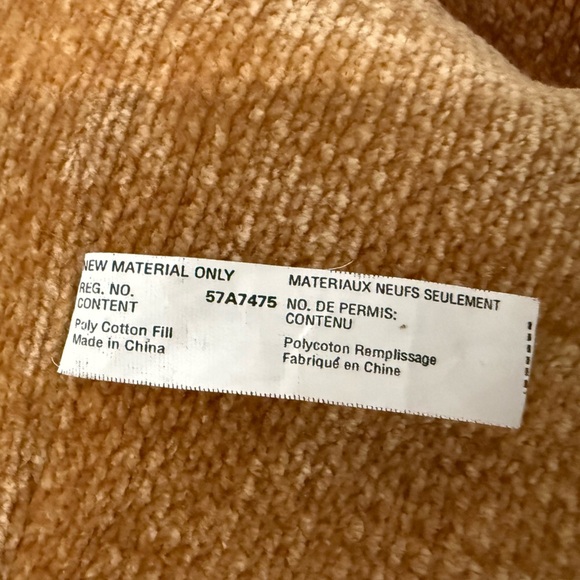 NEW MATERIAL ONLY
REG. NO. 57A7475
CONTENT
Poly Cotton Fill
Made in China
MATERIAUX NEUFS SEULEMENT
NO. DE PERMIS:
CONTENU
Polycoton Remplissage
Fabriqué en Chine